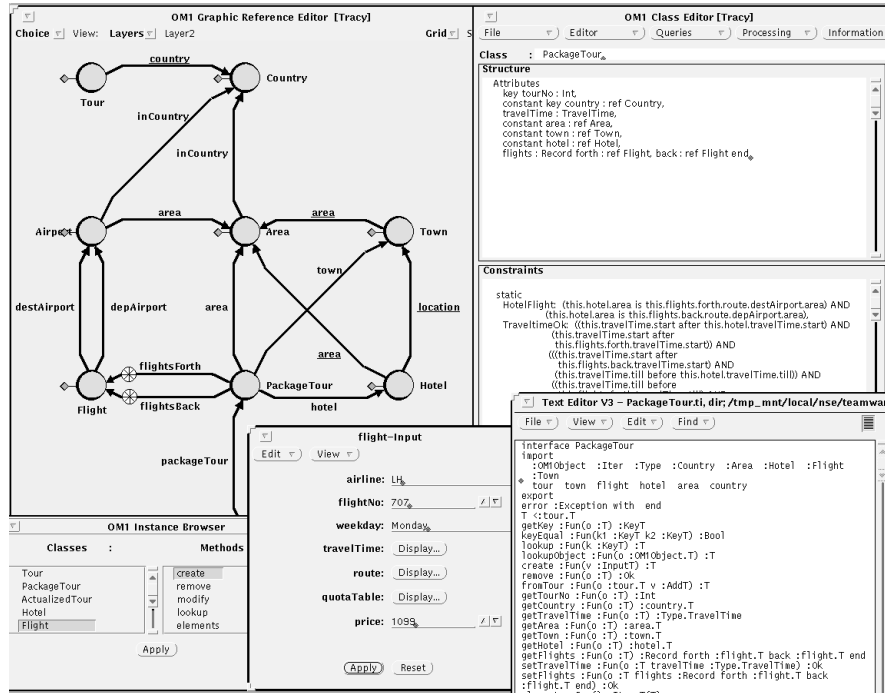 OM1 Graphic Reference Editor [Tracy]
Choice View: Layers Layer2 Grid S
country
Tour
Country
inCountry
inCountry
area
area
Airport
Area
Town
town
destAirport
depAirport
area
location
area
flightsForth
Flight
flightsBack
PackageTour
hotel
Hotel
packageTour
OM1 Class Editor [Tracy]
File Editor Queries Processing Information
Class : PackageTour
Structure
Attributes
key tourNo : Int,
constant key country : ref Country,
travelTime : TravelTime,
constant area : ref Area,
constant town : ref Town,
constant hotel : ref Hotel,
flights : Record forth : ref Flight, back : ref Flight end
Constraints
static
HotelFlight: (this.hotel.area is this.flights.forth.route.destAirport.area) AND
(this.hotel.area is this.flights.back.route.depAirport.area),
TraveltimeOk: ((this.travelTime.start after this.hotel.travelTime.start) AND
(this.travelTime.start after
this.flights.forth.travelTime.start)) AND
(((this.travelTime.start after
this.flights.back.travelTime.start) AND
(this.travelTime.till before this.hotel.travelTime.till)) AND
((this.travelTime.till before
OM1 Instance Browser
Classes : Methods
Tour
PackageTour
ActualizedTour
Hotel
Flight
create
remove
modify
lookup
elements
Apply
flight-Input
Edit View
airline: LH
flightNo: 707
weekday: Monday
travelTime: Display...
route: Display...
quotaTable: Display...
price: 1099
Apply Reset
Text Editor V3 - PackageTour.ti, dir; /tmp_mnt/local/nse/teamwa
File View Edit Find
interface PackageTour
import
:OM1Object :Iter :Type :Country :Area :Hotel :Flight
:Town
tour town flight hotel area country
export
error :Exception with end
T <:tour.T
getKey :Fun(o :T) :KeyT
keyEqual :Fun(k1 :KeyT k2 :KeyT) :Bool
lookup :Fun(k :KeyT) :T
lookupObject :Fun(o :OM1Object.T) :T
create :Fun(v :InputT) :T
remove :Fun(o :T) :Ok
fromTour :Fun(o :tour.T v :AddT) :T
getTourNo :Fun(o :T) :Int
getCountry :Fun(o :T) :country.T
getTravelTime :Fun(o :T) :Type.TravelTime
getArea :Fun(o :T) :area.T
getTown :Fun(o :T) :town.T
getHotel :Fun(o :T) :hotel.T
getFlights :Fun(o :T) :Record forth :flight.T back :flight.T end
setTravelTime :Fun(o :T travelTime :Type.TravelTime) :Ok
setFlights :Fun(o :T flights :Record forth :flight.T back
:flight.T end) :Ok